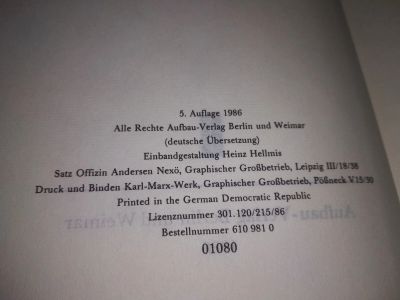 5. Auflage 1986
Alle Rechte Aufbau-Verlag Berlin und Weimar
(deutsche Übersetzung)
Einbandgestaltung Heinz Hellmis
Satz Offizin Andersen Nexö, Graphischer Großbetrieb, Leipzig III/18/38
Druck und Binden Karl-Marx-Werk, Graphischer Großbetrieb, Pößneck V15/30
Printed in the German Democratic Republic
Lizenznummer 301.120/215/86
Bestellnummer 610 981 0
01080